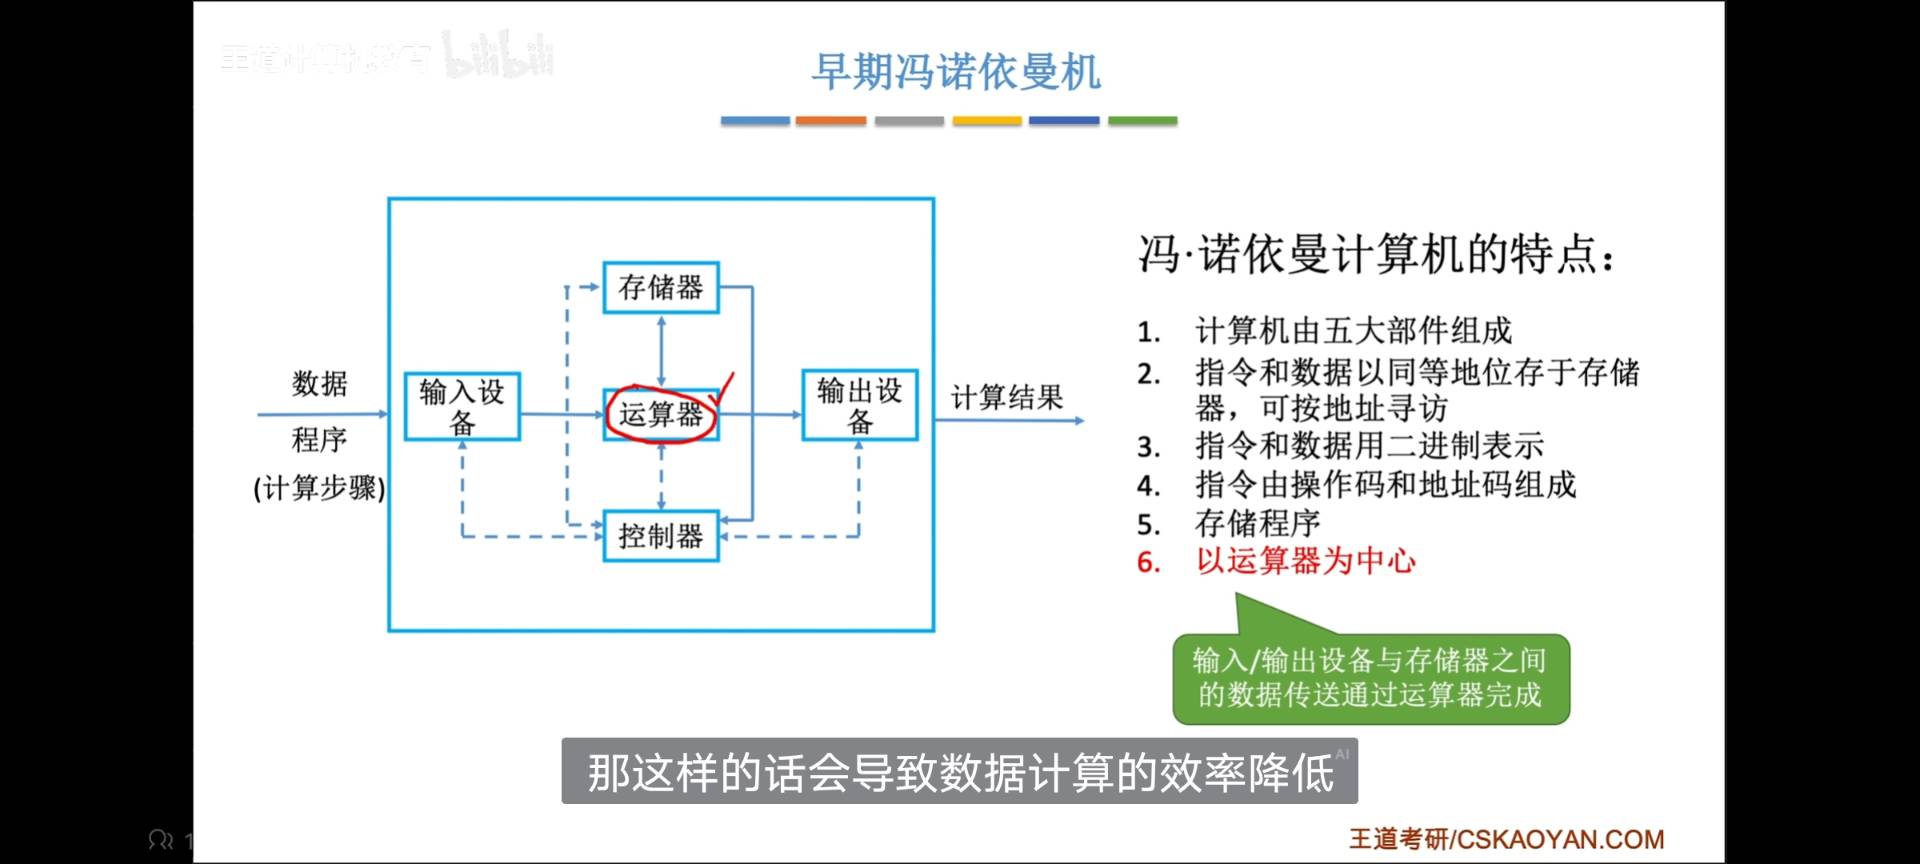 王道计算机教育 bilibili
早期冯诺依曼机
数据
程序
(计算步骤)
输入设
备
存储器
运算器
控制器
输出设
备
计算结果
冯·诺依曼计算机的特点：
1. 计算机由五大部件组成
2. 指令和数据以同等地位存于存储
器，可按地址寻访
3. 指令和数据用二进制表示
4. 指令由操作码和地址码组成
5. 存储程序
6. 以运算器为中心
输入/输出设备与存储器之间
的数据传送通过运算器完成
那这样的话会导致数据计算的效率降低
AI
王道考研/CSKAOYAN.COM